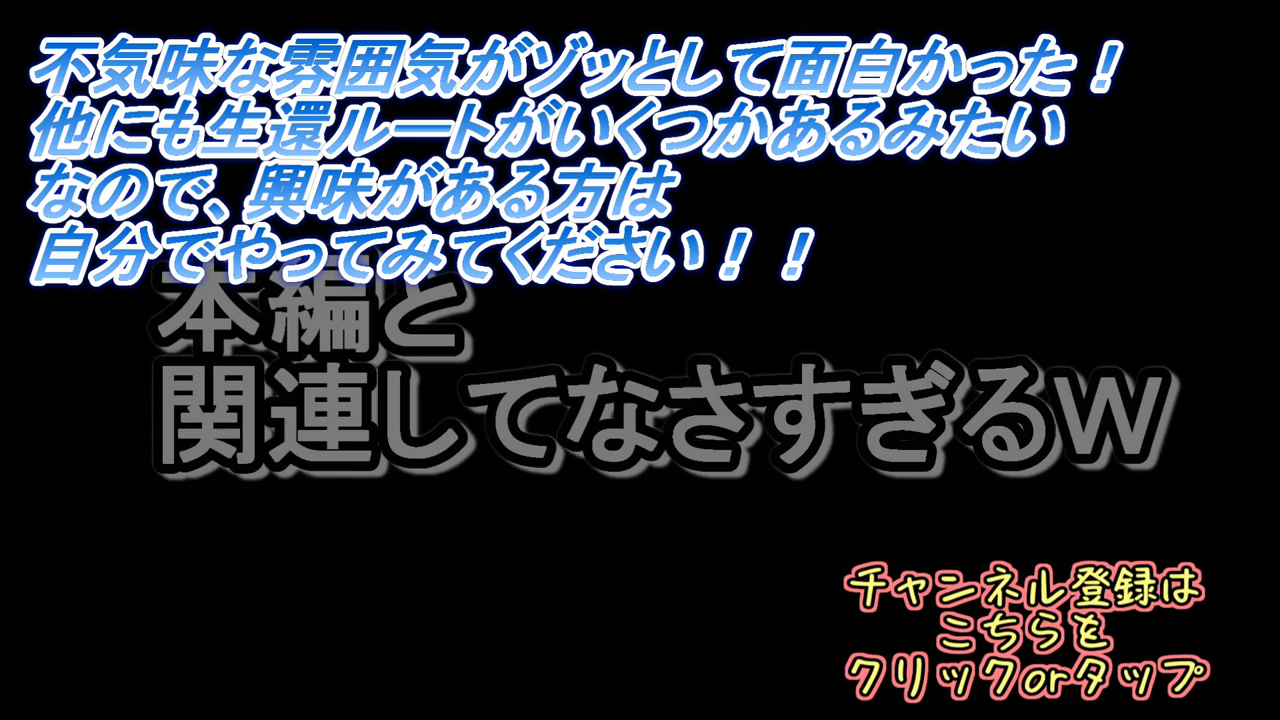 不気味な雰囲気がゾッとして面白かった！
他にも生還ルートがいくつかあるみたい
なので、興味がある方は
自分でやってみてください！！
本編と
関連してなさすぎるｗ
チャンネル登録は
こちらを
クリックorタップ